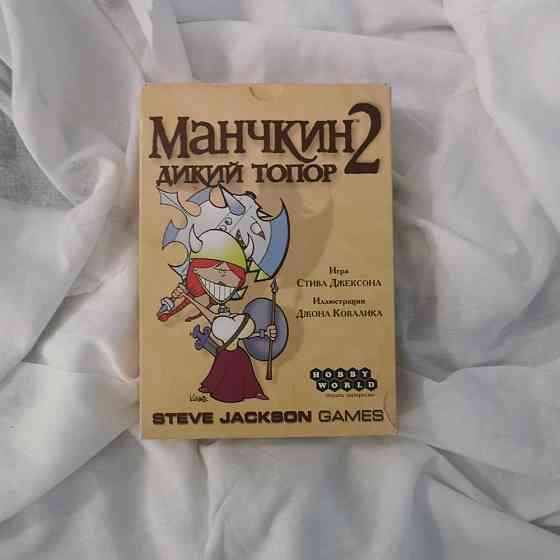 Манчкин 2
дикий топор
Игра
Стива Джексона
Иллюстрации
Джона Ковалика
HOBBY
WORLD
STEVE JACKSON GAMES